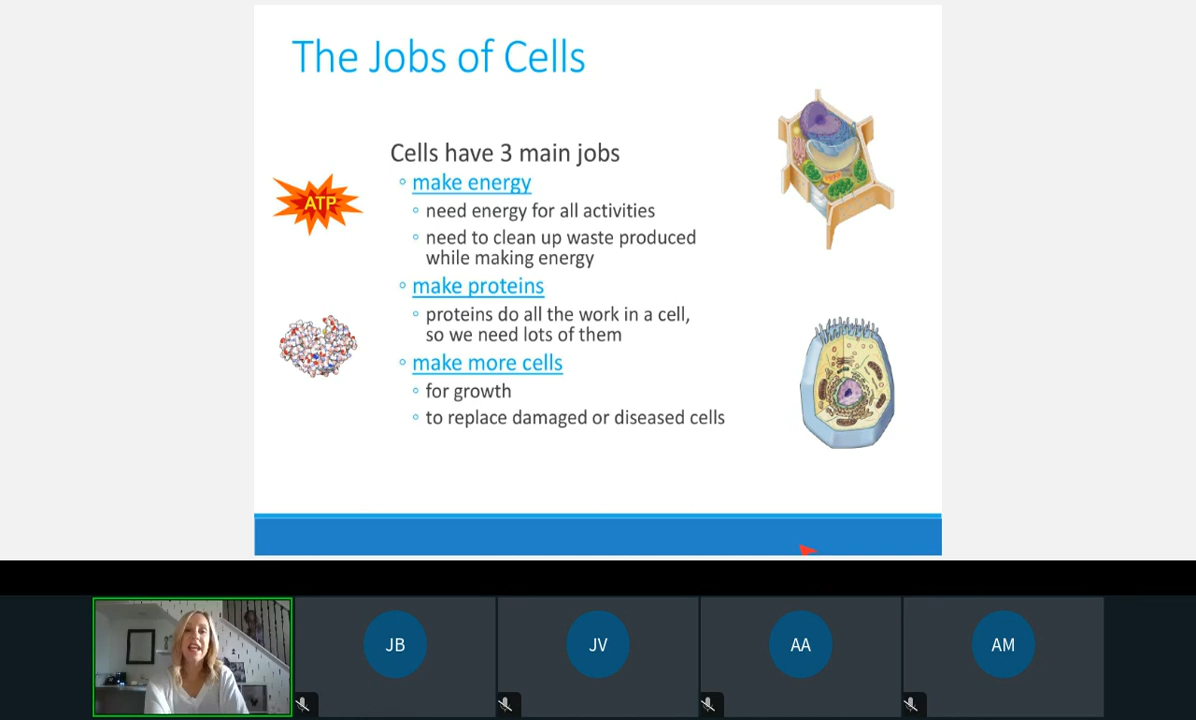 The Jobs of Cells
Cells have 3 main jobs
make energy
ATP
need energy for all activities
need to clean up waste produced
while making energy
make proteins
proteins do all the work in a cell,
so we need lots of them
make more cells
for growth
to replace damaged or diseased cells
JB
JV
AA
AM